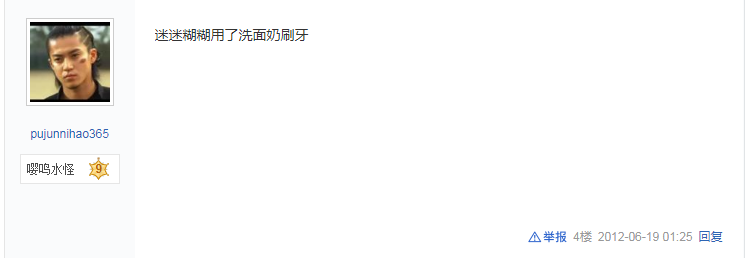 迷迷糊糊用了洗面奶刷牙
pujunnihao365
嘤鸣水怪 9
举报 4楼 2012-06-19 01:25 回复